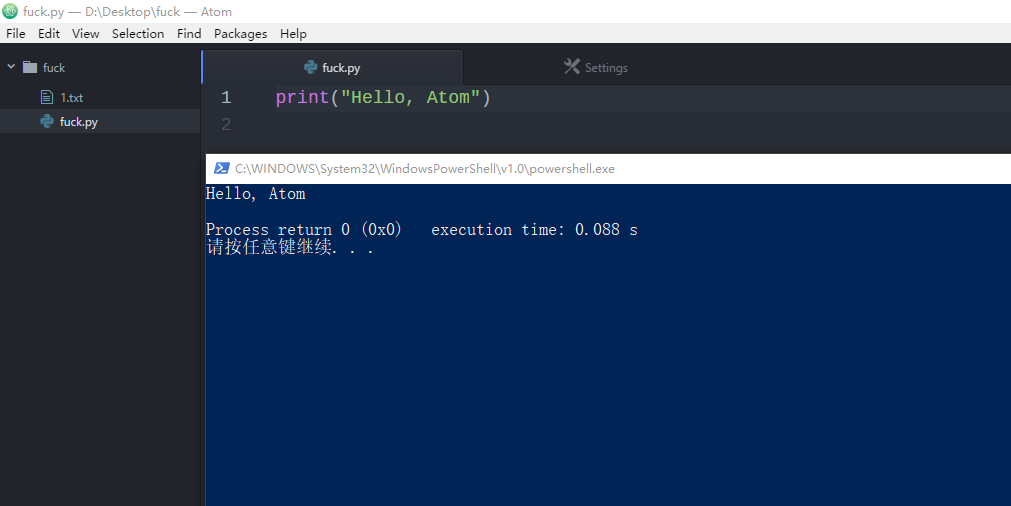 fuck.py — D:\Desktop\fuck — Atom
File Edit View Selection Find Packages Help
fuck
1.txt
fuck.py
fuck.py
Settings
1 print("Hello, Atom")
2
C:\WINDOWS\System32\WindowsPowerShell\v1.0\powershell.exe
Hello, Atom
Process return 0 (0x0) execution time: 0.088 s
请按任意键继续. . .